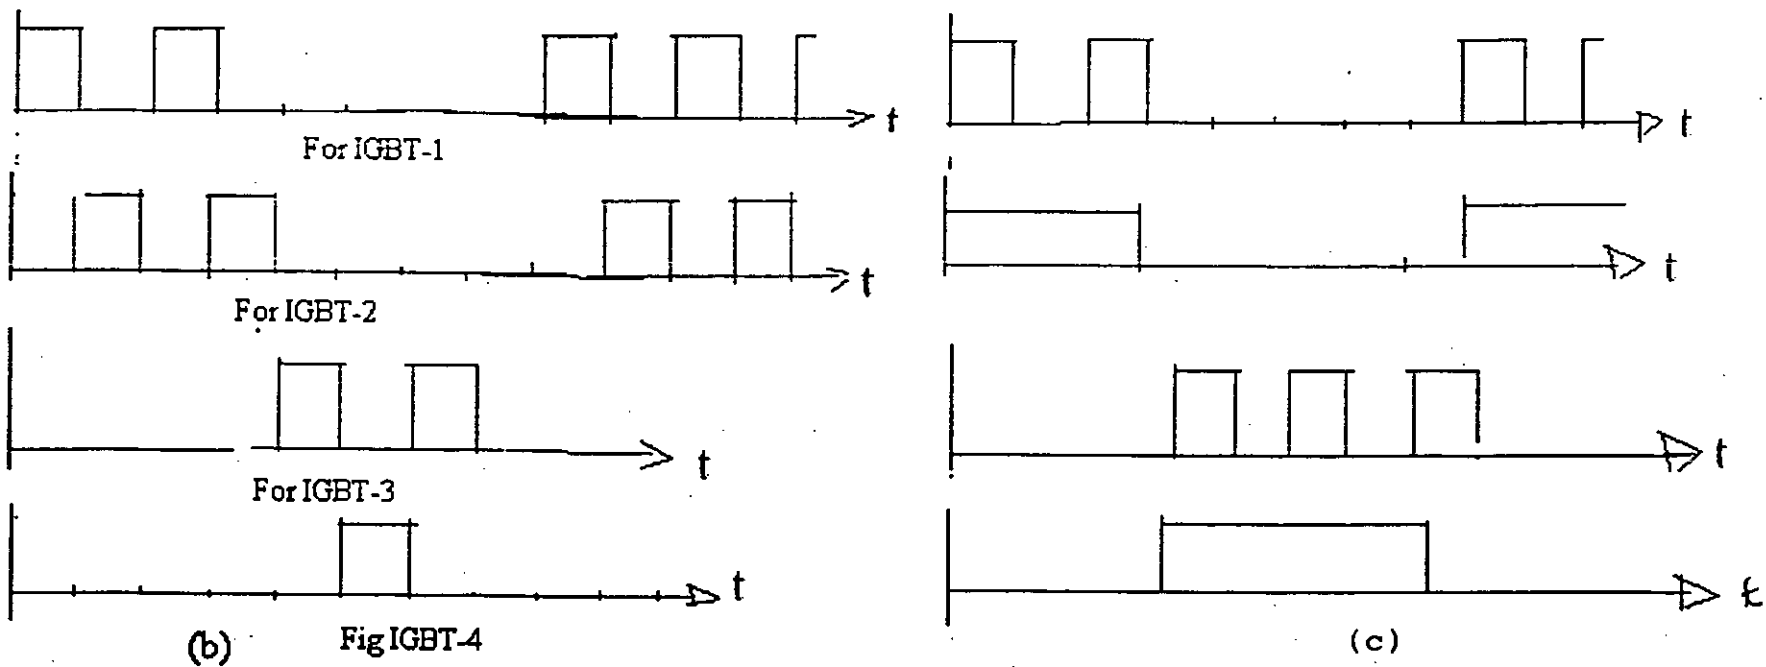 t
For IGBT-1
t
For IGBT-2
t
For IGBT-3
t
(b) Fig IGBT-4
t
t
t
t
(c)